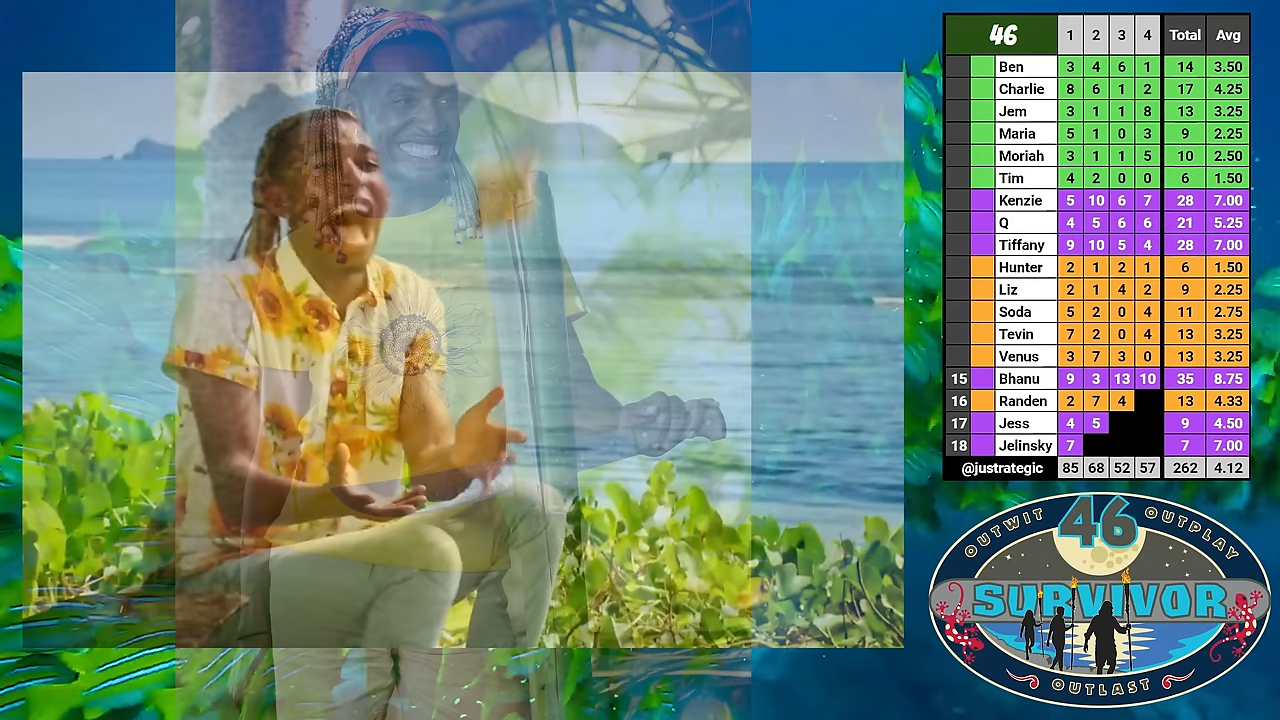 46 1 2 3 4 Total Avg
Ben 3 4 6 1 14 3.50
Charlie 8 6 1 2 17 4.25
Jem 3 1 1 8 13 3.25
Maria 5 1 0 3 9 2.25
Moriah 3 1 1 5 10 2.50
Tim 4 2 0 0 6 1.50
Kenzie 5 10 6 7 28 7.00
Q 4 5 6 6 21 5.25
Tiffany 9 10 5 4 28 7.00
Hunter 2 1 2 1 6 1.50
Liz 2 1 4 2 9 2.25
Soda 5 2 0 4 11 2.75
Tevin 7 2 0 4 13 3.25
Venus 3 7 3 0 13 3.25
15 Bhanu 9 3 13 10 35 8.75
16 Randen 2 7 4 13 4.33
17 Jess 4 5 9 4.50
18 Jelinsky 7 7 7.00
@justrategic 85 68 52 57 262 4.12
OUTWIT 46 OUTPLAY
SURVIVOR
OUTLAST